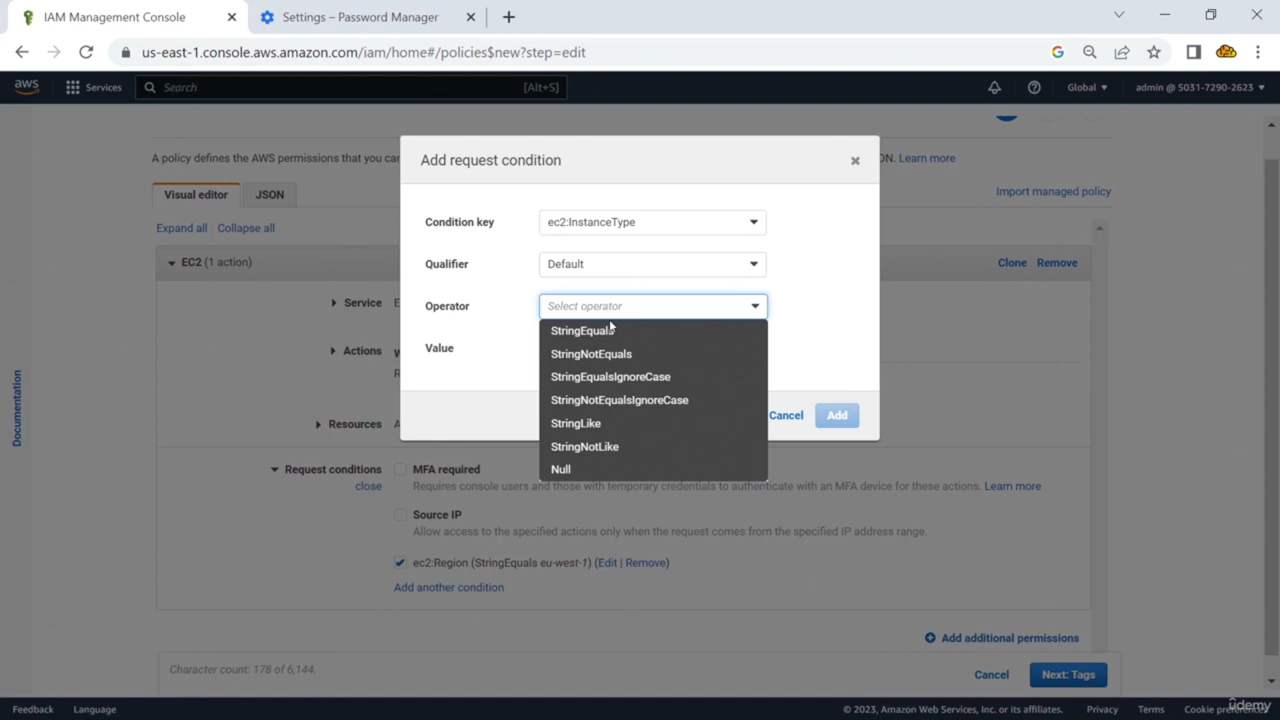 IAM Management Console
Settings – Password Manager
us-east-1.console.aws.amazon.com/iam/home#/policies$new?step=edit
aws
Services
Search
[Alt+S]
Global
admin @ 5031-7290-2623
Add request condition
A policy defines the AWS permissions that you can
ON. Learn more
Visual editor
JSON
Import managed policy
Condition key
ec2:InstanceType
Expand all
Collapse all
EC2 (1 action)
Qualifier
Default
Clone
Remove
Service
E
Operator
Select operator
StringEquals
StringNotEquals
StringEqualsIgnoreCase
StringNotEqualsIgnoreCase
StringLike
StringNotLike
Null
Actions
W
R
Value
Resources
A
Cancel
Add
Request conditions
close
MFA required
Requires console users and those with temporary credentials to authenticate with an MFA device for these actions. Learn more
Source IP
Allow access to the specified actions only when the request comes from the specified IP address range.
ec2:Region (StringEquals eu-west-1) (Edit | Remove)
Add another condition
Add additional permissions
Character count: 178 of 6,144.
Cancel
Next: Tags
Documentation
Feedback
Language
© 2023, Amazon Web Services, Inc. or its affiliates.
Privacy
Terms
Cookie preferences
udemy